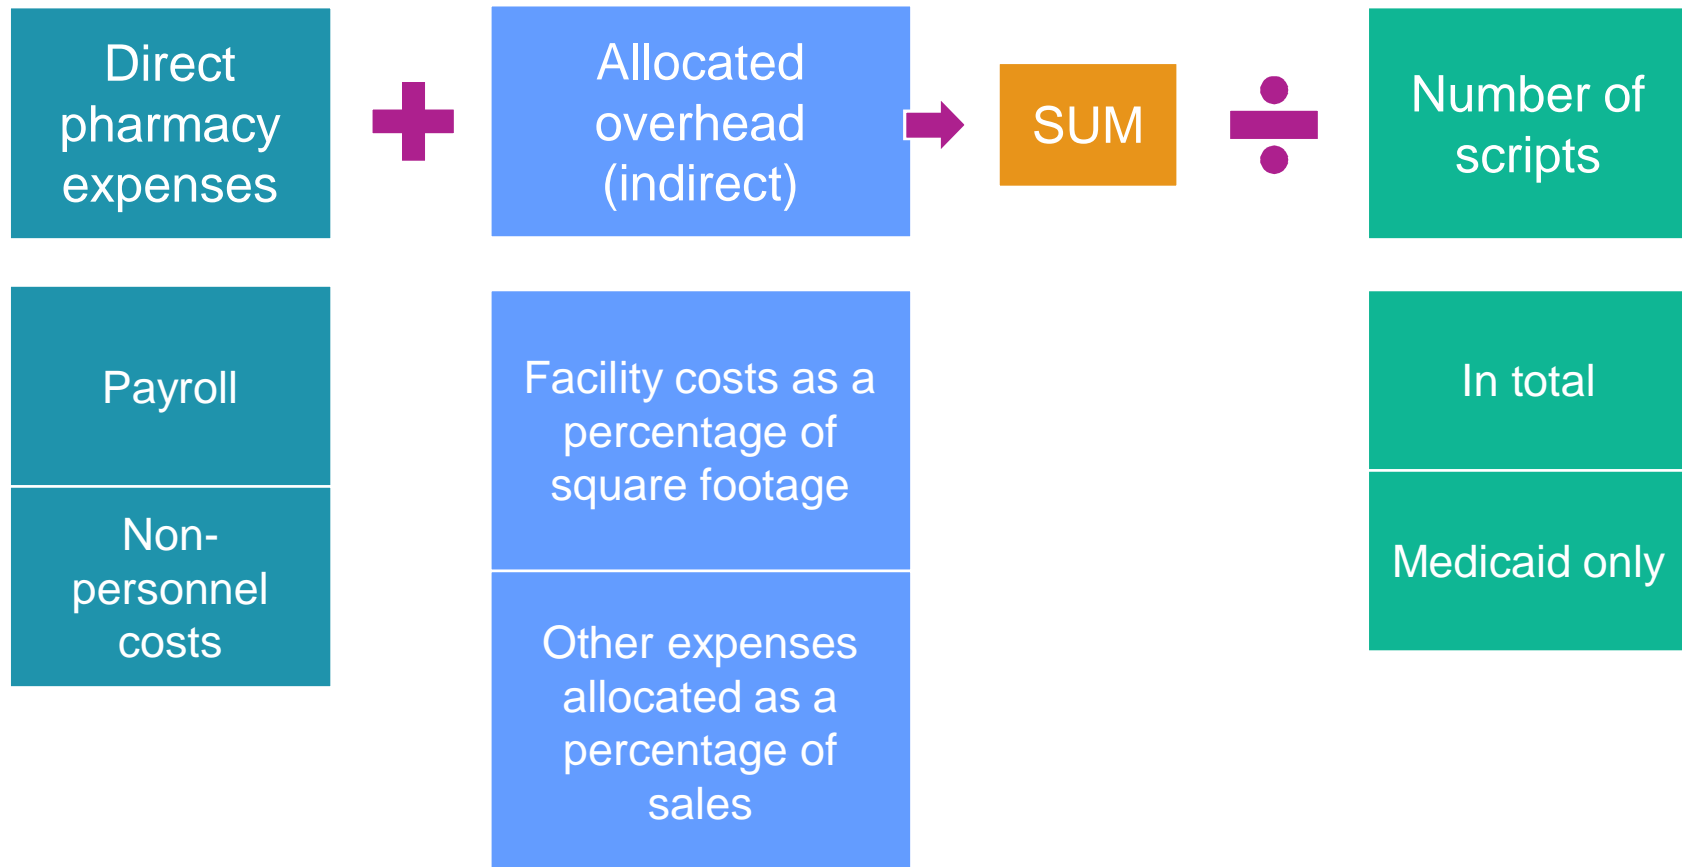 Direct
pharmacy
expenses
Allocated
overhead
(indirect)
SUM
Number of
scripts
Payroll
Non-
personnel
costs
Facility costs as a
percentage of
square footage
Other expenses
allocated as a
percentage of
sales
In total
Medicaid only